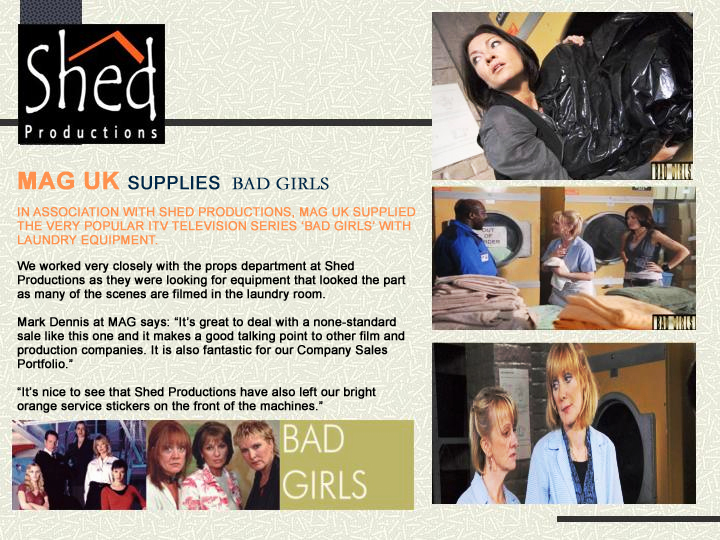 Shed
Productions
MAG UK SUPPLIES BAD GIRLS
IN ASSOCIATION WITH SHED PRODUCTIONS, MAG UK SUPPLIED
THE VERY POPULAR ITV TELEVISION SERIES 'BAD GIRLS' WITH
LAUNDRY EQUIPMENT.
We worked very closely with the props department at Shed
Productions as they were looking for equipment that looked the part
as many of the scenes are filmed in the laundry room.
Mark Dennis at MAG says: “It’s great to deal with a none-standard
sale like this one and it makes a good talking point to other film and
production companies. It is also fantastic for our Company Sales
Portfolio.”
“It’s nice to see that Shed Productions have also left our bright
orange service stickers on the front of the machines.”
BAD
GIRLS
BAD GIRLS
OUT
OF
ORDER
BAD GIRLS